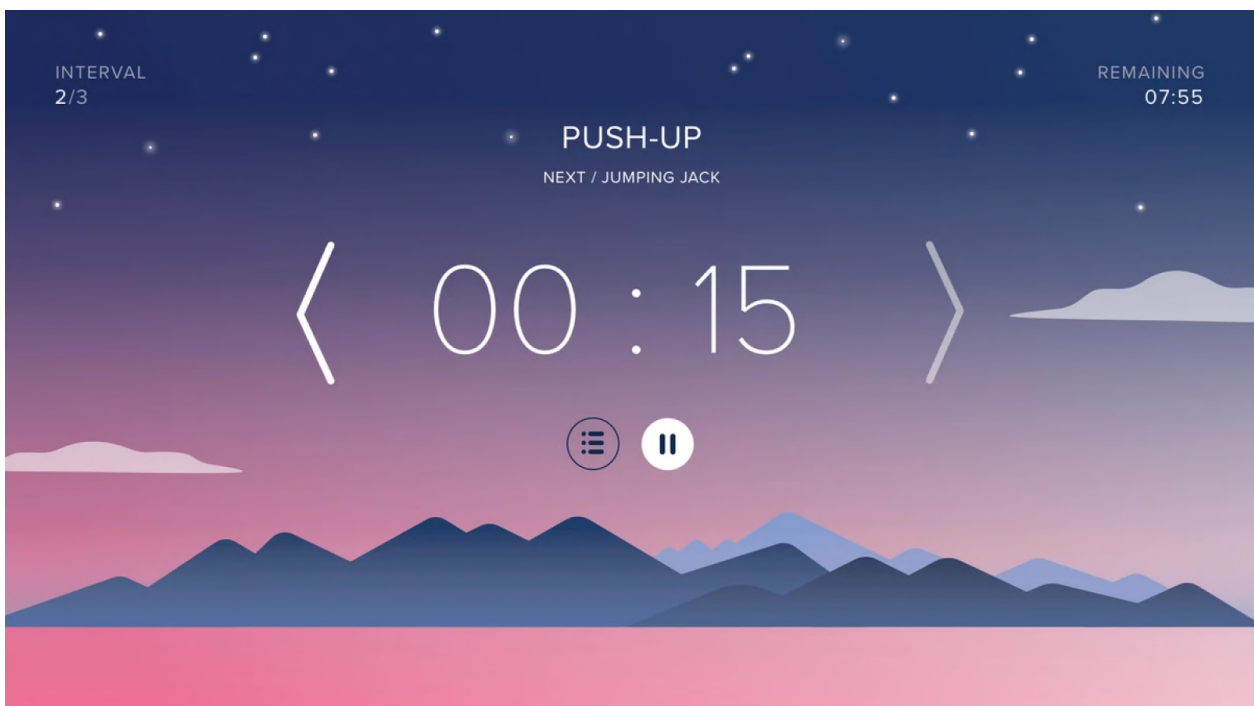 INTERVAL
2/3
REMAINING
07:55
PUSH-UP
NEXT / JUMPING JACK
00 : 15